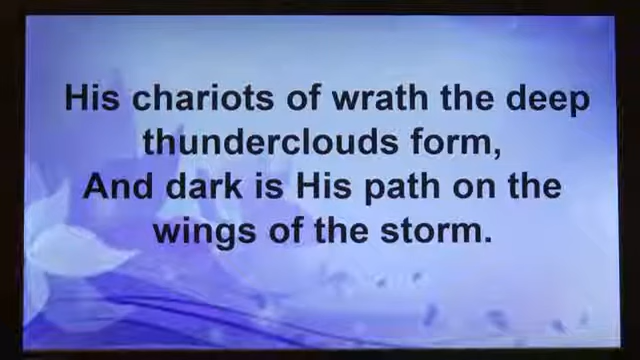 His chariots of wrath the deep
thunderclouds form,
And dark is His path on the
wings of the storm.